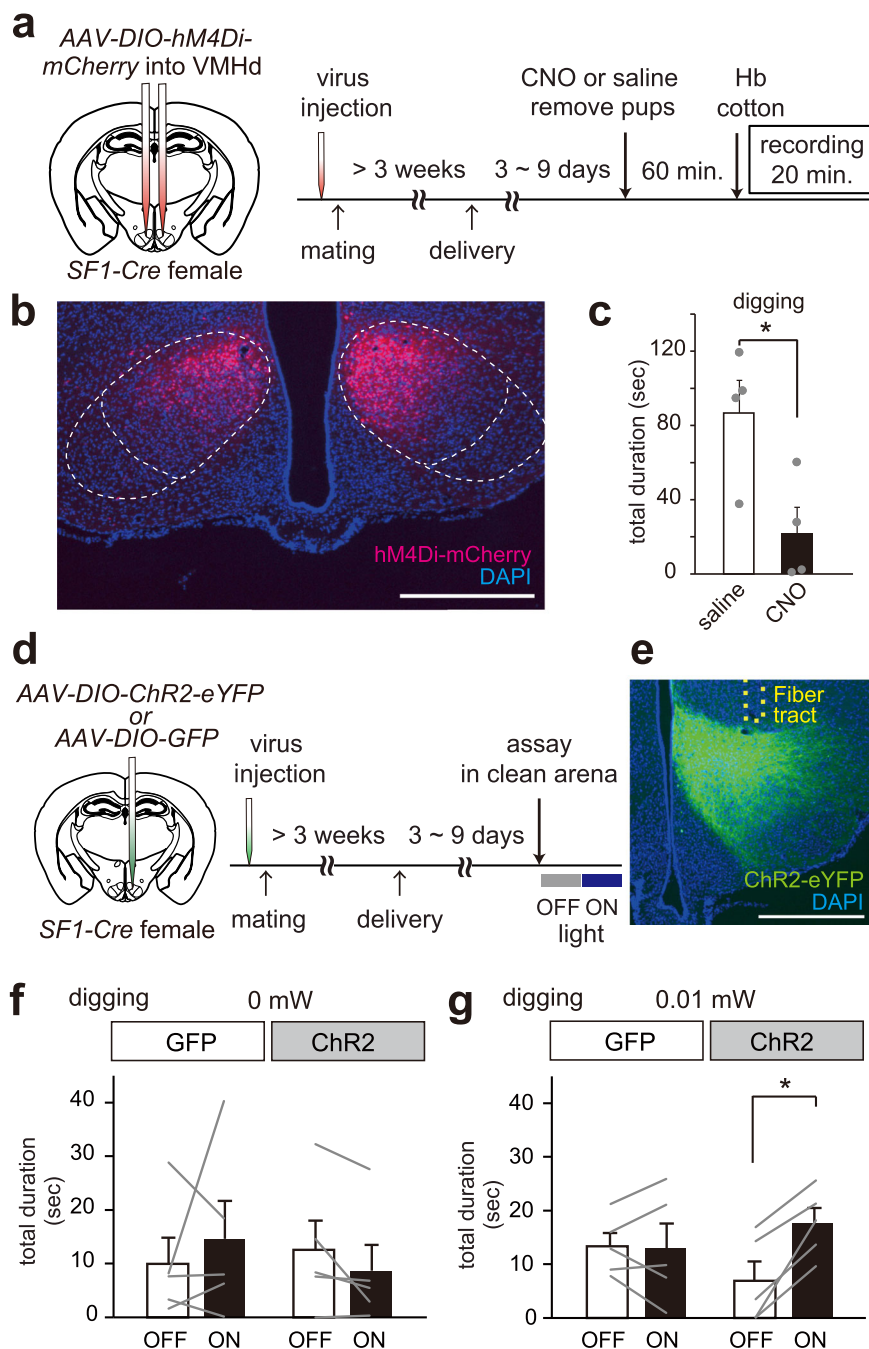 a
AAV-DIO-hM4Di-
mCherry into VMHd
SF1-Cre female
virus
injection
> 3 weeks
mating
delivery
3 ~ 9 days
CNO or saline
remove pups
60 min.
Hb
cotton
recording
20 min.
b
hM4Di-mCherry
DAPI
c
digging
*
total duration (sec)
120
80
40
0
saline
CNO
d
AAV-DIO-ChR2-eYFP
or
AAV-DIO-GFP
SF1-Cre female
virus
injection
> 3 weeks
mating
delivery
3 ~ 9 days
assay
in clean arena
OFF ON
light
e
Fiber
tract
ChR2-eYFP
DAPI
f
digging 0 mW
GFP ChR2
total duration
(sec)
40
30
20
10
0
OFF ON OFF ON
g
digging 0.01 mW
GFP ChR2
*
total duration
(sec)
40
30
20
10
0
OFF ON OFF ON